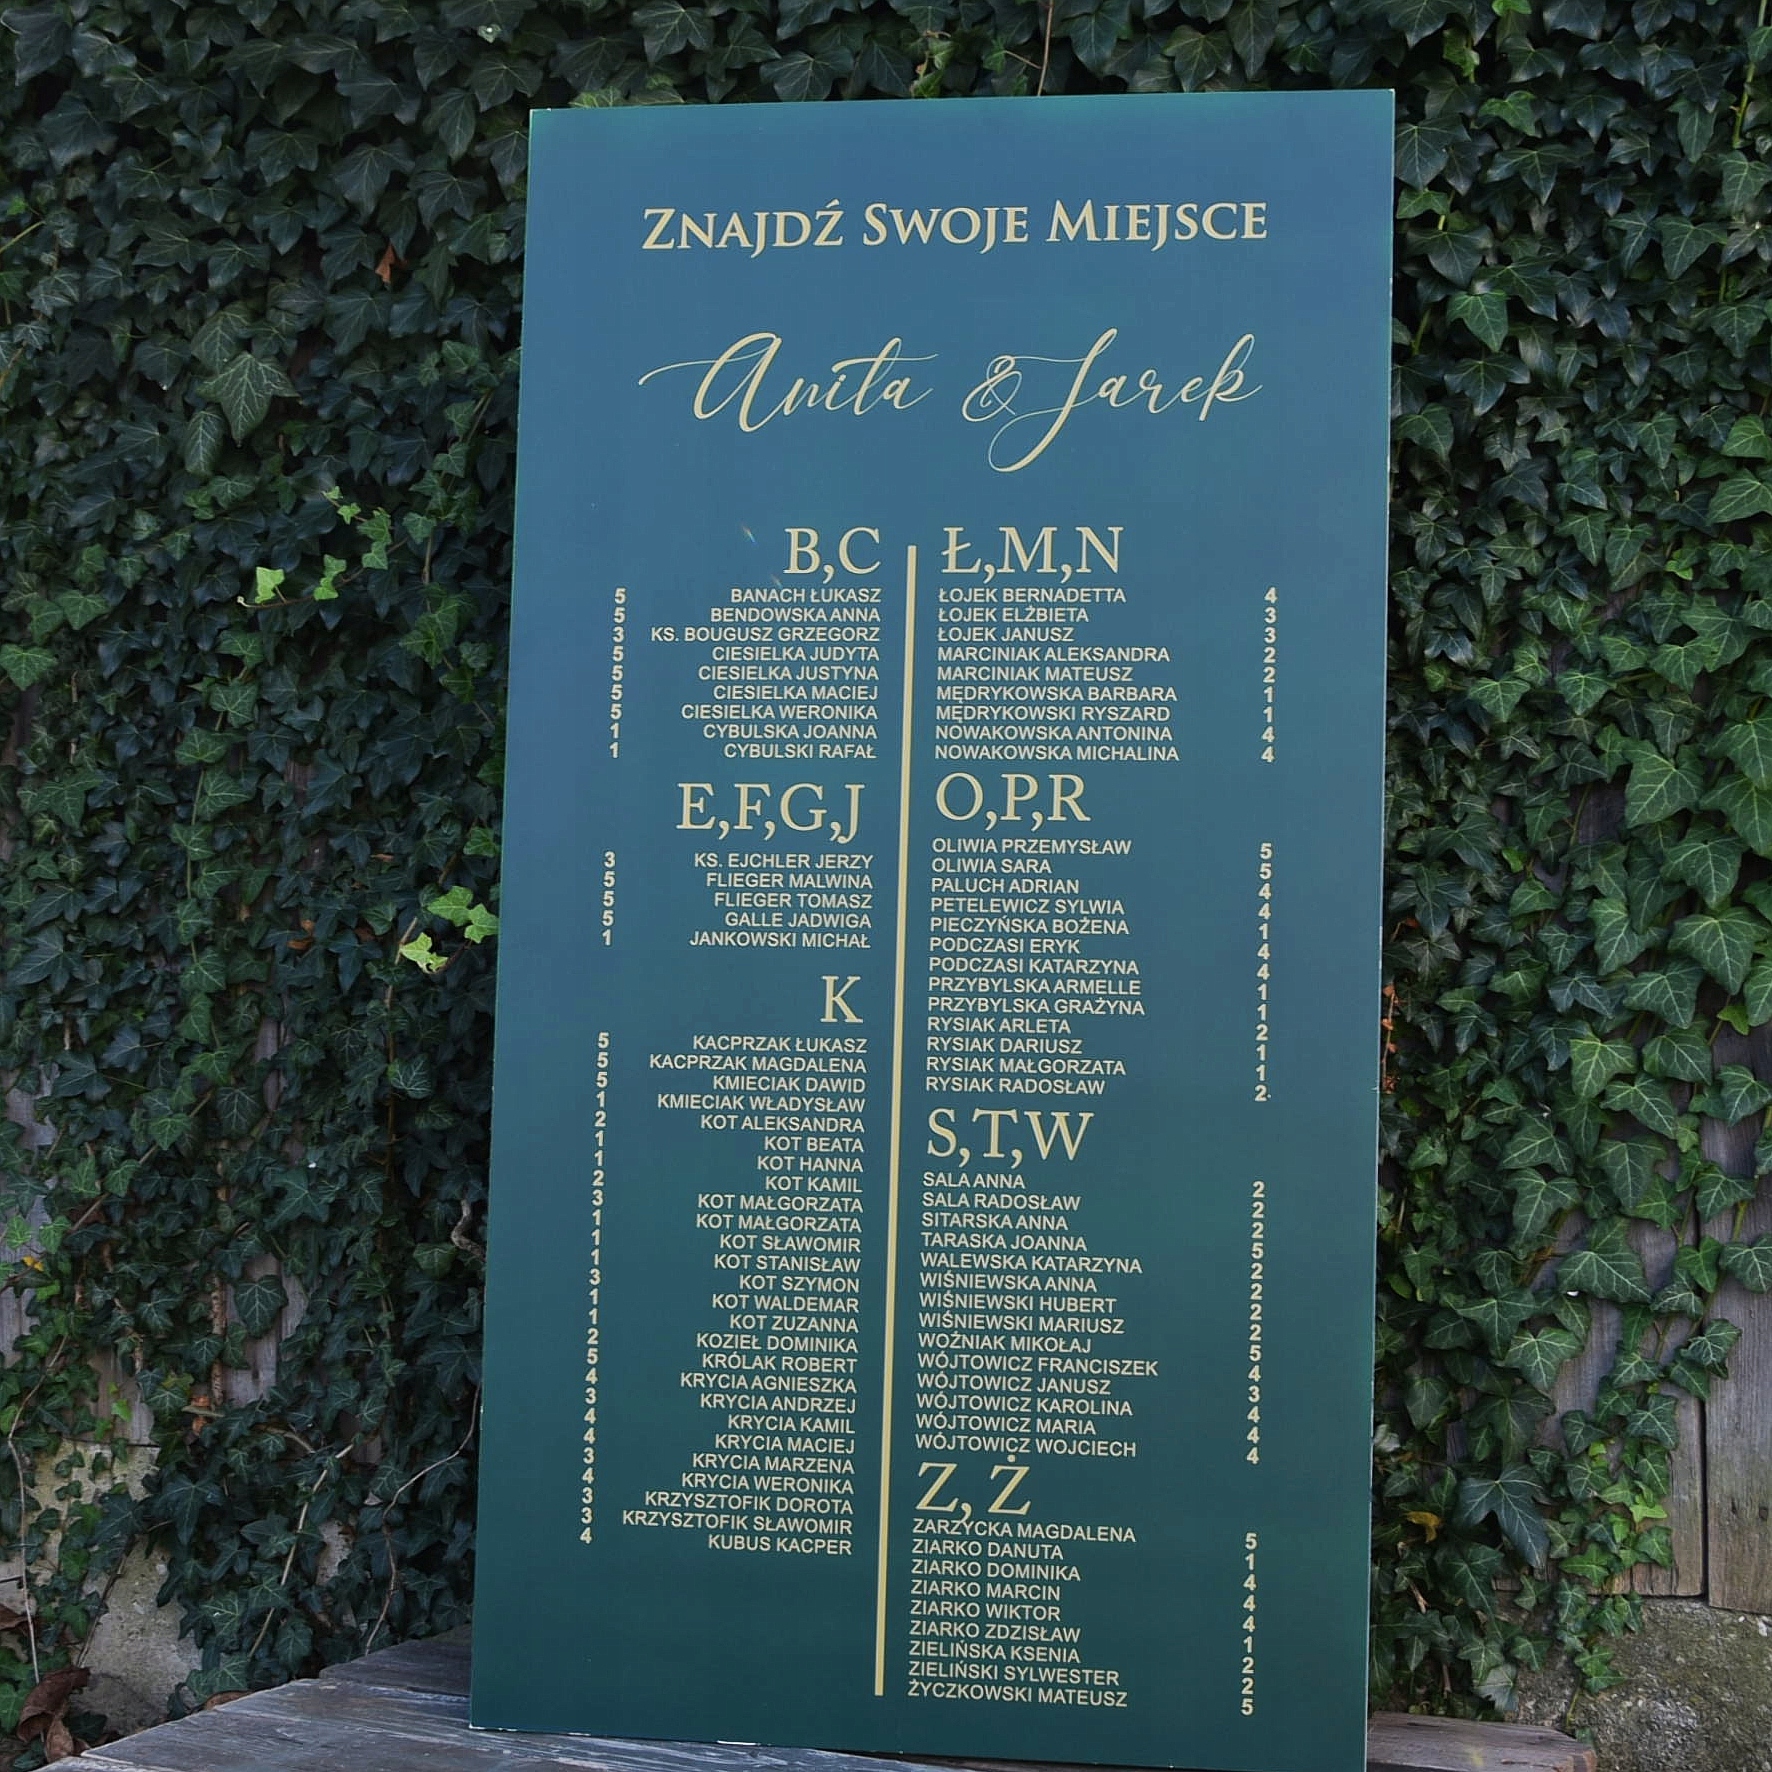 ZNAJDŹ SWOJE MIEJSCE
Anita & Jarek
B,C
5 BANACH ŁUKASZ
5 BENDOWSKA ANNA
3 KS. BOUGUSZ GRZEGORZ
5 CIESIELKA JUDYTA
5 CIESIELKA JUSTYNA
5 CIESIELKA MACIEJ
5 CIESIELKA WERONIKA
1 CYBULSKA JOANNA
1 CYBULSKI RAFAŁ
E,F,G,J
3 KS. EJCHLER JERZY
5 FLIEGER MALWINA
5 FLIEGER TOMASZ
5 GALLE JADWIGA
1 JANKOWSKI MICHAŁ
K
5 KACPRZAK ŁUKASZ
5 KACPRZAK MAGDALENA
5 KMIECIAK DAWID
1 KMIECIAK WŁADYSŁAW
2 KOT ALEKSANDRA
1 KOT BEATA
1 KOT HANNA
2 KOT KAMIL
3 KOT MAŁGORZATA
1 KOT MAŁGORZATA
1 KOT SŁAWOMIR
1 KOT STANISŁAW
3 KOT SZYMON
1 KOT WALDEMAR
1 KOT ZUZANNA
2 KOZIEŁ DOMINIKA
5 KRÓLAK ROBERT
4 KRYCIA AGNIESZKA
3 KRYCIA ANDRZEJ
4 KRYCIA KAMIL
4 KRYCIA MACIEJ
3 KRYCIA MARZENA
4 KRYCIA WERONIKA
3 KRZYSZTOFIK DOROTA
3 KRZYSZTOFIK SŁAWOMIR
4 KUBUS KACPER
Ł,M,N
ŁOJEK BERNADETTA 4
ŁOJEK ELŻBIETA 3
ŁOJEK JANUSZ 3
MARCINIAK ALEKSANDRA 2
MARCINIAK MATEUSZ 2
MĘDRYKOWSKA BARBARA 1
MĘDRYKOWSKI RYSZARD 1
NOWAKOWSKA ANTONINA 4
NOWAKOWSKA MICHALINA 4
O,P,R
OLIWIA PRZEMYSŁAW 5
OLIWIA SARA 5
PALUCH ADRIAN 4
PETELEWICZ SYLWIA 4
PIECZYŃSKA BOŻENA 1
PODCZASI ERYK 4
PODCZASI KATARZYNA 4
PRZYBYLSKA ARMELLE 1
PRZYBYLSKA GRAŻYNA 1
RYSIAK ARLETA 2
RYSIAK DARIUSZ 1
RYSIAK MAŁGORZATA 1
RYSIAK RADOSŁAW 2
S,T,W
SALA ANNA 2
SALA RADOSŁAW 2
SITARSKA ANNA 2
TARASKA JOANNA 5
WALEWSKA KATARZYNA 2
WIŚNIEWSKA ANNA 2
WIŚNIEWSKI HUBERT 2
WIŚNIEWSKI MARIUSZ 2
WOŹNIAK MIKOŁAJ 5
WÓJTOWICZ FRANCISZEK 4
WÓJTOWICZ JANUSZ 3
WÓJTOWICZ KAROLINA 4
WÓJTOWICZ MARIA 4
WÓJTOWICZ WOJCIECH 4
Z, Ż
ZARZYCKA MAGDALENA 5
ZIARKO DANUTA 1
ZIARKO DOMINIKA 4
ZIARKO MARCIN 4
ZIARKO WIKTOR 4
ZIARKO ZDZISŁAW 1
ZIELIŃSKA KSENIA 2
ZIELIŃSKI SYLWESTER 2
ŻYCZKOWSKI MATEUSZ 5